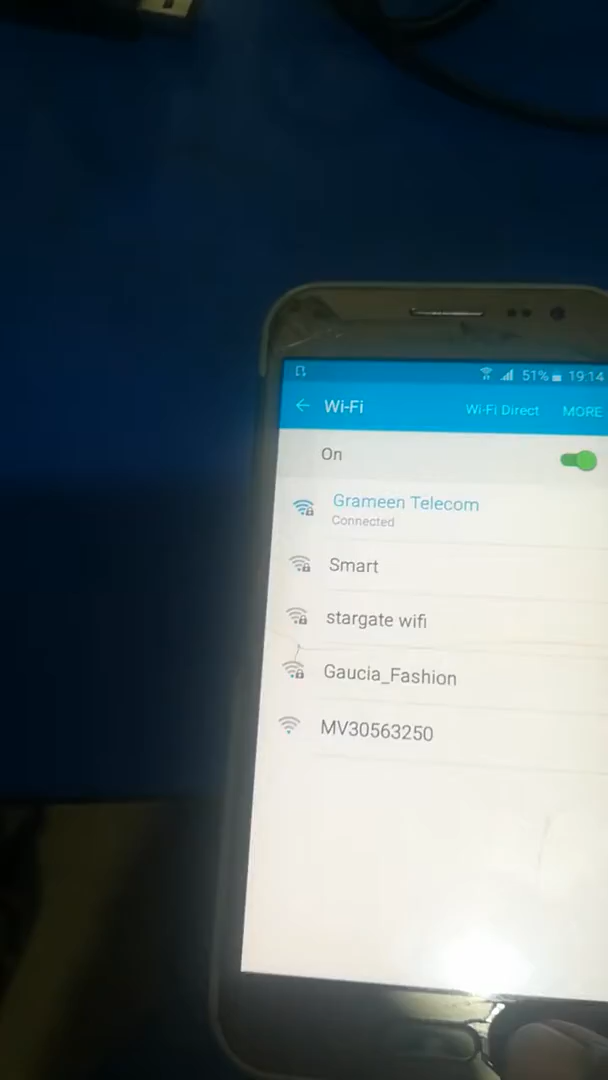 51% 19:14
Wi-Fi Wi-Fi Direct MORE
On
Grameen Telecom
Connected
Smart
stargate wifi
Gaucia_Fashion
MV30563250